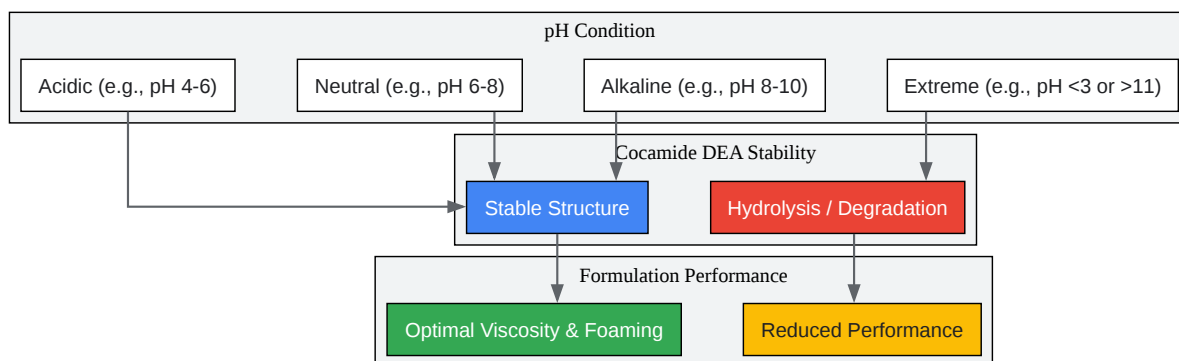 pH Condition
Acidic (e.g., pH 4-6)
Neutral (e.g., pH 6-8)
Alkaline (e.g., pH 8-10)
Extreme (e.g., pH <3 or >11)
Cocamide DEA Stability
Stable Structure
Hydrolysis / Degradation
Formulation Performance
Optimal Viscosity & Foaming
Reduced Performance